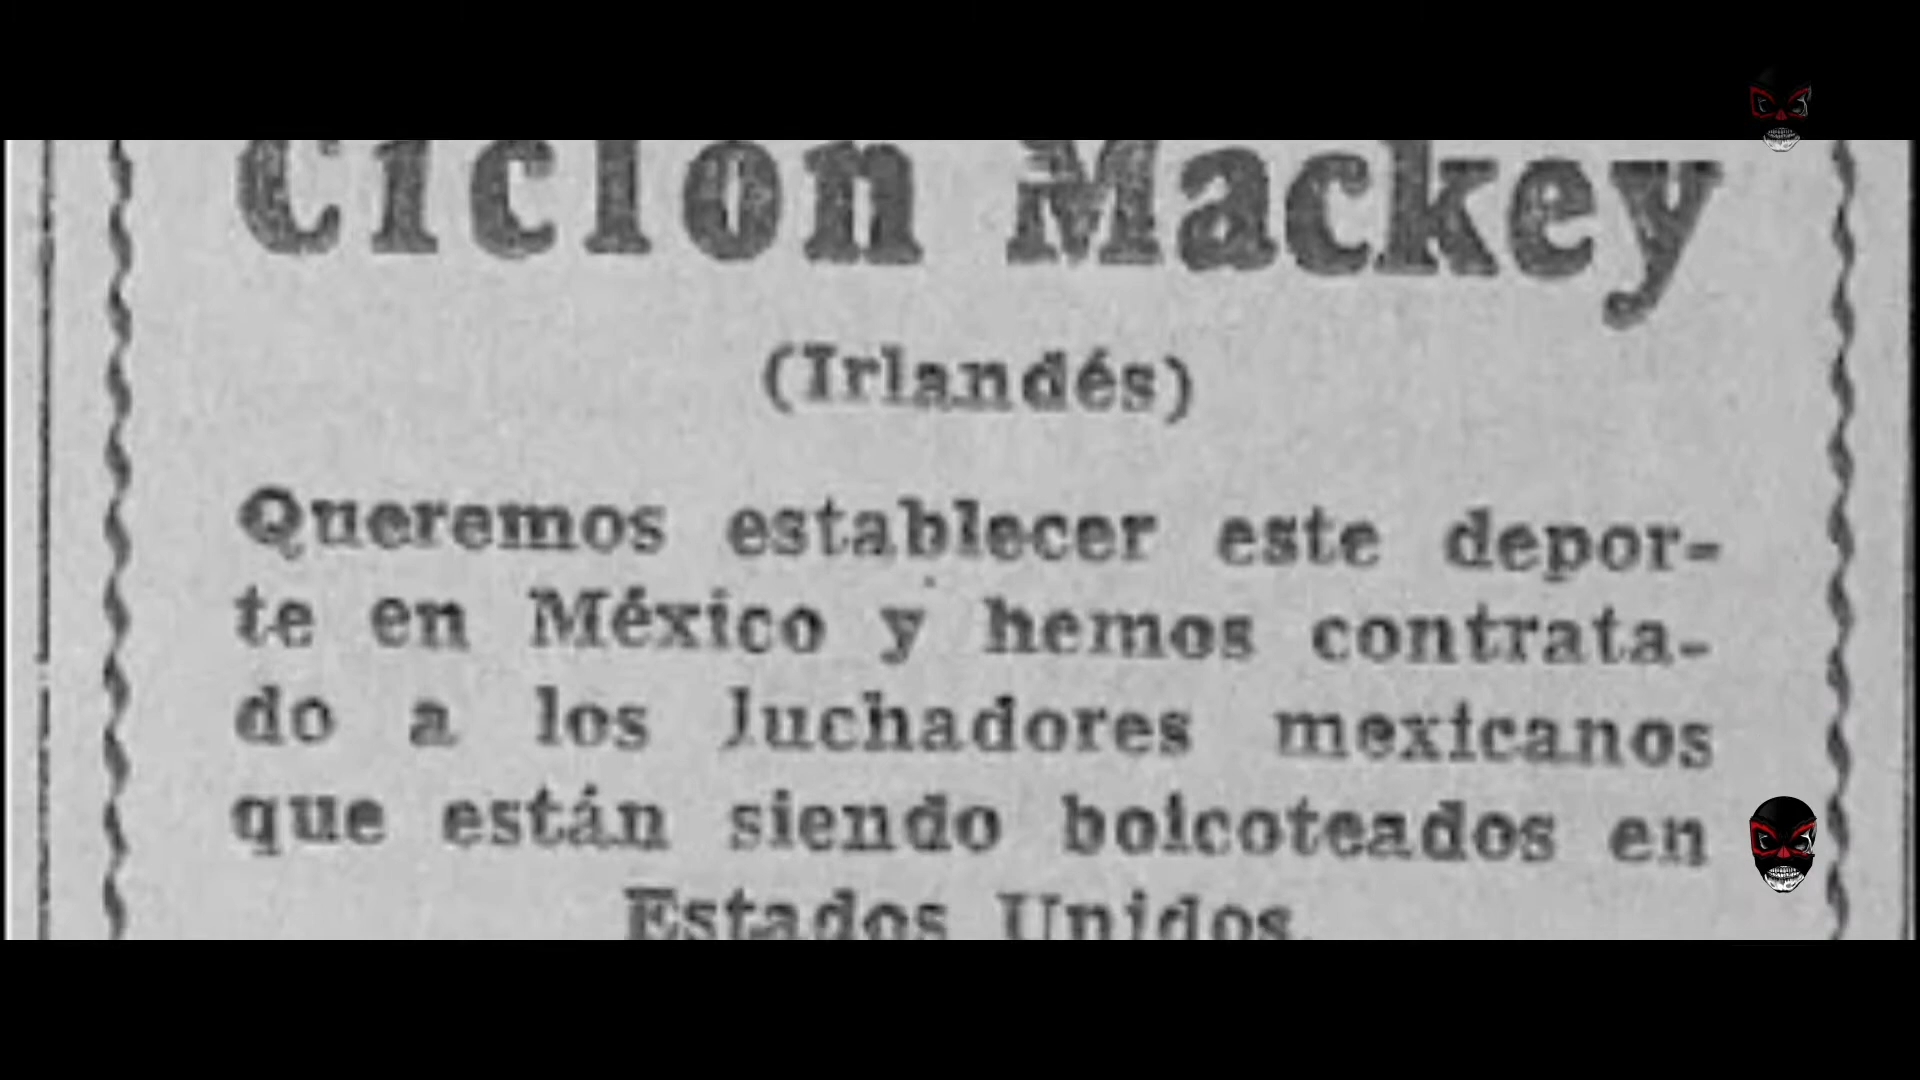 Ciclon Mackey
(Irlandés)
Queremos establecer este depor-
te en México y hemos contrata-
do a los luchadores mexicanos
que están siendo boicoteados en
Estados Unidos.